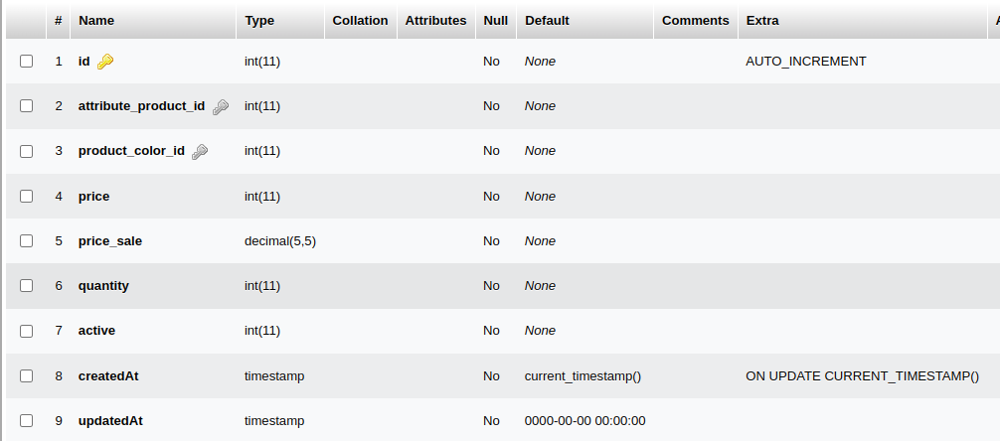 # Name Type Collation Attributes Null Default Comments Extra
1 id int(11) No None AUTO_INCREMENT
2 attribute_product_id int(11) No None
3 product_color_id int(11) No None
4 price int(11) No None
5 price_sale decimal(5,5) No None
6 quantity int(11) No None
7 active int(11) No None
8 createdAt timestamp No current_timestamp() ON UPDATE CURRENT_TIMESTAMP()
9 updatedAt timestamp No 0000-00-00 00:00:00